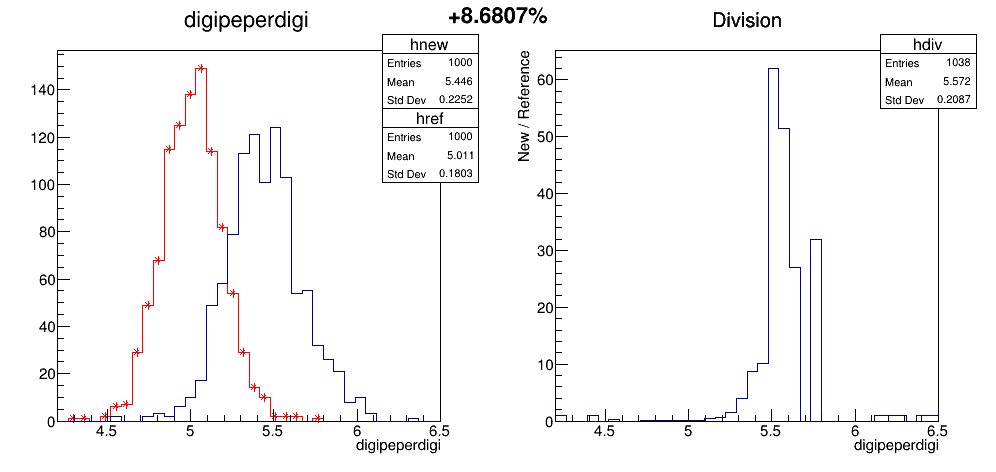 +8.6807%
digipeperdigi
hnew
Entries 1000
Mean 5.446
Std Dev 0.2252
href
Entries 1000
Mean 5.011
Std Dev 0.1803
140
120
100
80
60
40
20
0
4.5 5 5.5 6 6.5
digipeperdigi
Division
hdiv
Entries 1038
Mean 5.572
Std Dev 0.2087
New / Reference
60
50
40
30
20
10
0
4.5 5 5.5 6 6.5
digipeperdigi